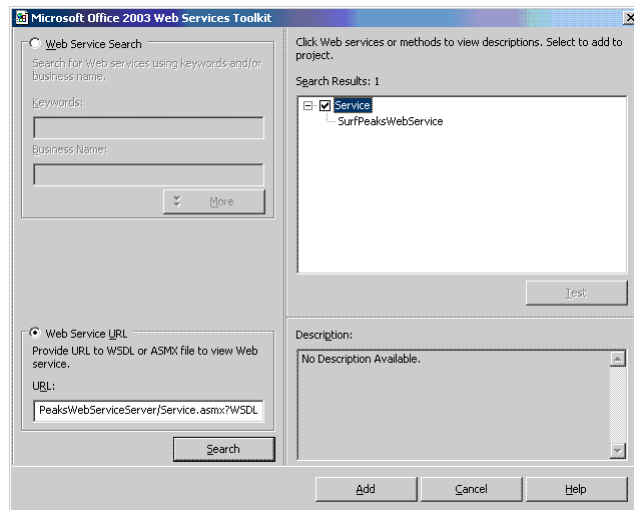 Microsoft Office 2003 Web Services Toolkit
Web Service Search
Search for Web services using keywords and/or
business name.
Keywords:
Business Name:
More
Web Service URL
Provide URL to WSDL or ASMX file to view Web
service.
URL:
PeaksWebServiceServer/Service.asmx?WSDL
Search
Click Web services or methods to view descriptions. Select to add to
project.
Search Results: 1
Service
SurfPeaksWebService
Test
Description:
No Description Available.
Add
Cancel
Help